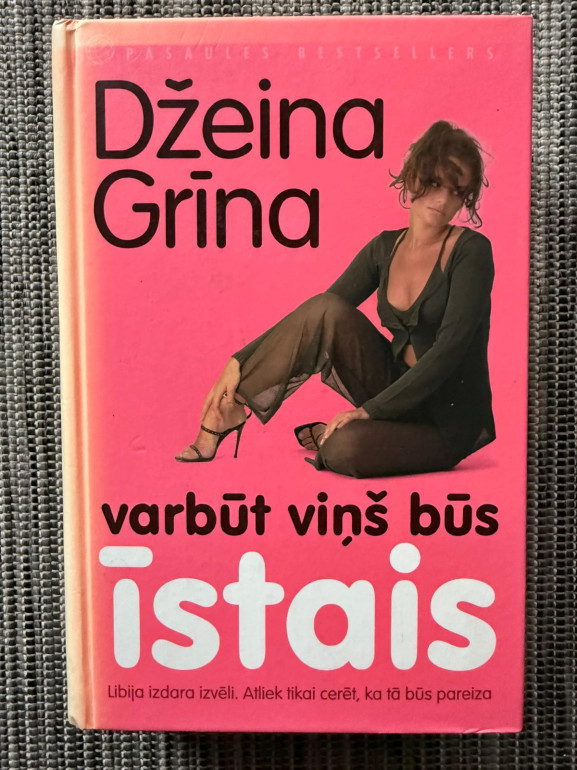 PASAULES BESTSELLERS
Džeina
Grīna
varbūt viņš būs
īstais
Libija izdara izvēli. Atliek tikai cerēt, ka tā būs pareiza